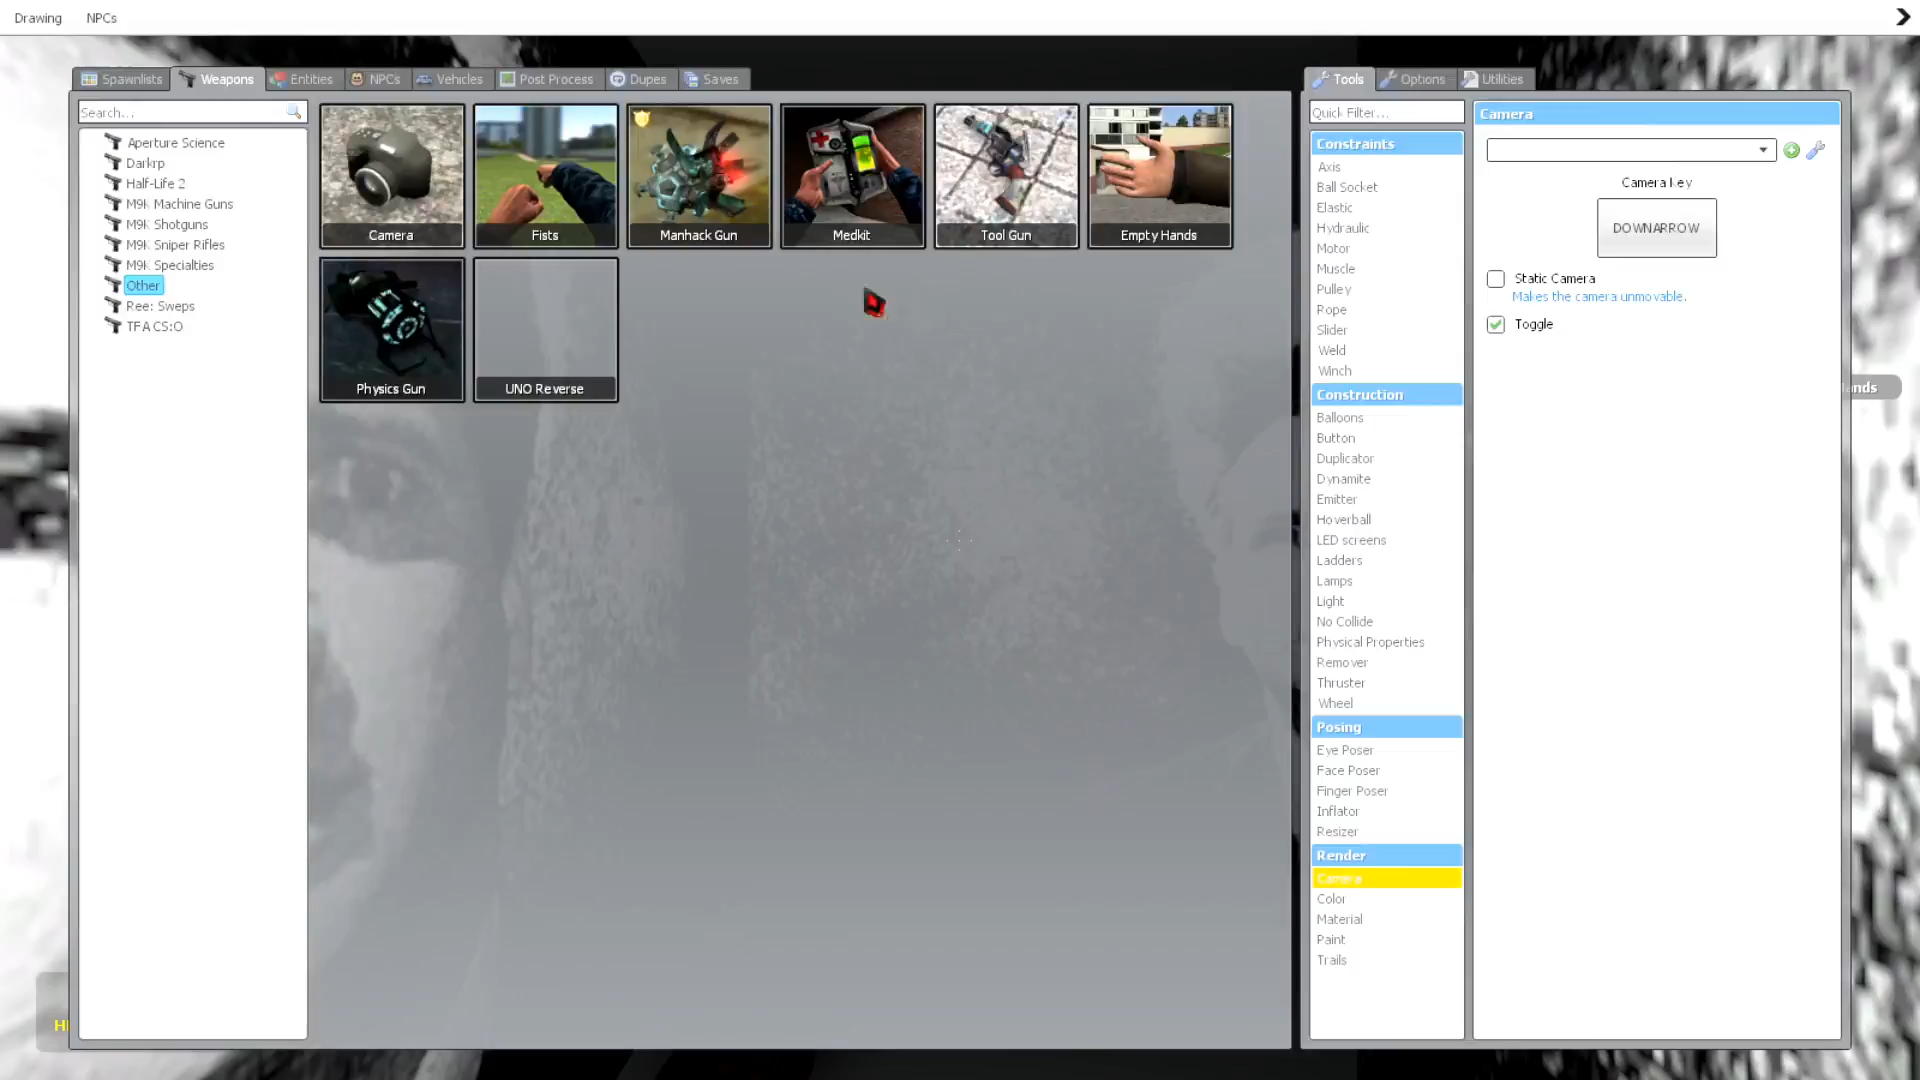 Drawing NPCs
Spawnlists Weapons Entities NPCs Vehicles Post Process Dupes Saves
Search...
Aperture Science
Darkrp
Half-Life 2
M9K Machine Guns
M9K Shotguns
M9K Sniper Rifles
M9K Specialties
Other
Ree: Sweps
TFA CS:O
Camera
Fists
Manhack Gun
Medkit
Tool Gun
Empty Hands
Physics Gun
UNO Reverse
Tools Options Utilities
Quick Filter...
Constraints
Axis
Ball Socket
Elastic
Hydraulic
Motor
Muscle
Pulley
Rope
Slider
Weld
Winch
Construction
Balloons
Button
Duplicator
Dynamite
Emitter
Hoverball
LED screens
Ladders
Lamps
Light
No Collide
Physical Properties
Remover
Thruster
Wheel
Posing
Eye Poser
Face Poser
Finger Poser
Inflator
Resizer
Render
Camera
Color
Material
Paint
Trails
Camera
Camera Key
DOWNARROW
Static Camera
Makes the camera unmovable.
Toggle